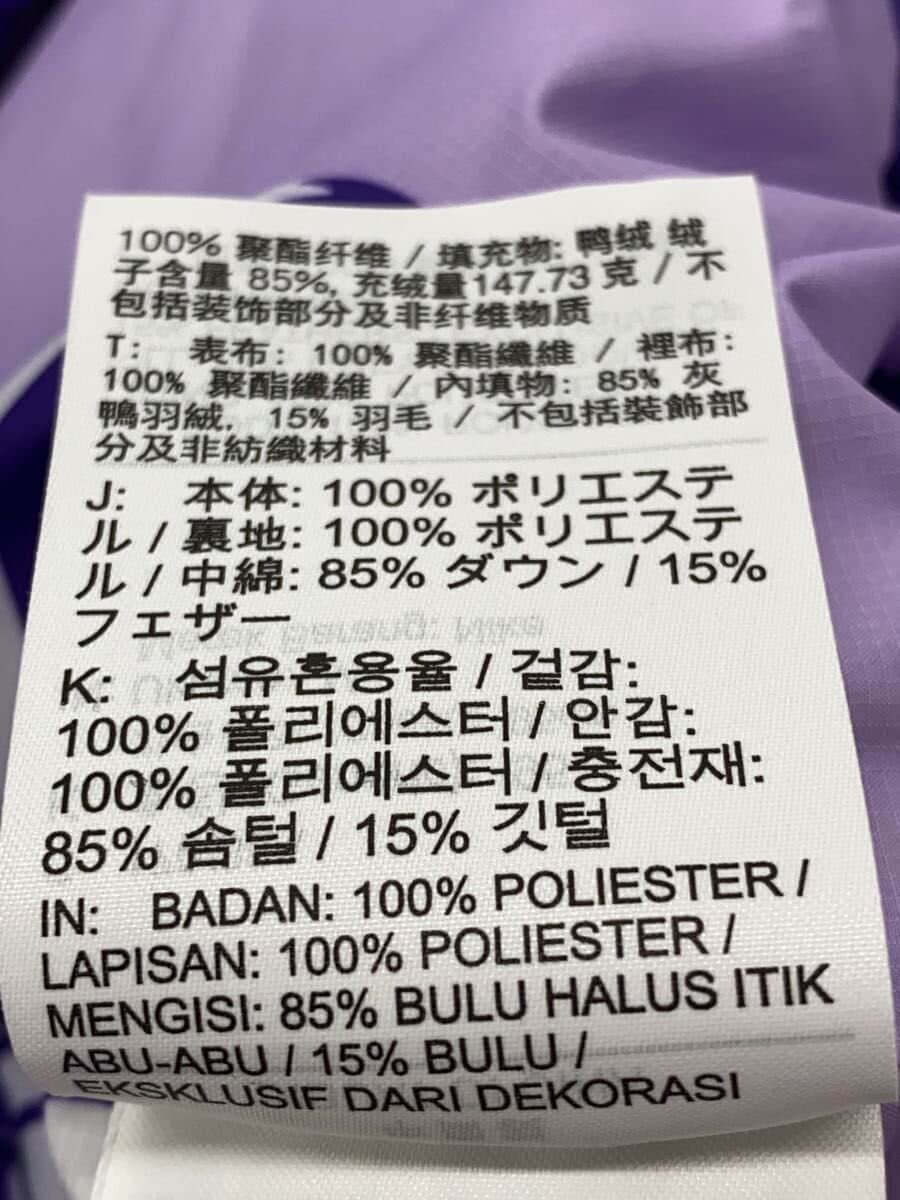 100% 聚酯纤维 / 填充物: 鸭绒 绒
子含量 85%, 充绒量147.73 克 / 不
包括装饰部分及非纤维物质
T: 表布: 100% 聚酯纖維 / 裡布:
100% 聚酯纖維 / 內填物: 85% 灰
鴨羽絨, 15% 羽毛 / 不包括裝飾部
分及非紡織材料
J: 本体: 100% ポリエステ
ル / 裏地: 100% ポリエステ
ル / 中綿: 85% ダウン / 15%
フェザー
K: 섬유혼용율 / 겉감:
100% 폴리에스터 / 안감:
100% 폴리에스터 / 충전재:
85% 솜털 / 15% 깃털
IN: BADAN: 100% POLIESTER /
LAPISAN: 100% POLIESTER /
MENGISI: 85% BULU HALUS ITIK
ABU-ABU / 15% BULU /
EKSKLUSIF DARI DEKORASI